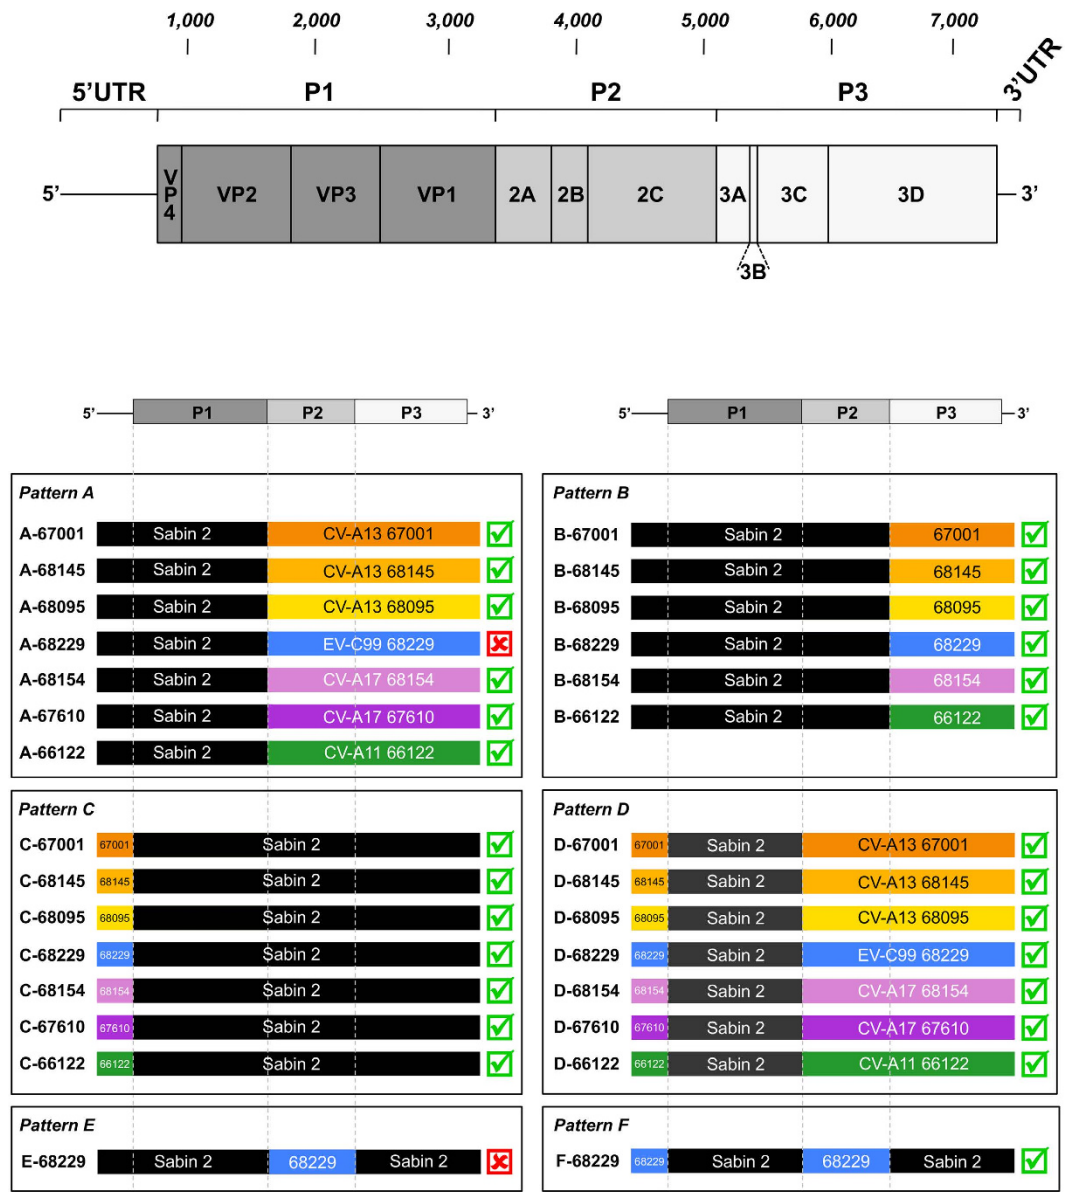 1,000 2,000 3,000 4,000 5,000 6,000 7,000
5'UTR P1 P2 P3 3'UTR
5' VP4 VP2 VP3 VP1 2A 2B 2C 3A 3C 3D 3'
3B
5' P1 P2 P3 3'
5' P1 P2 P3 3'
Pattern A
A-67001 Sabin 2 CV-A13 67001
A-68145 Sabin 2 CV-A13 68145
A-68095 Sabin 2 CV-A13 68095
A-68229 Sabin 2 EV-C99 68229
A-68154 Sabin 2 CV-A17 68154
A-67610 Sabin 2 CV-A17 67610
A-66122 Sabin 2 CV-A11 66122
Pattern B
B-67001 Sabin 2 67001
B-68145 Sabin 2 68145
B-68095 Sabin 2 68095
B-68229 Sabin 2 68229
B-68154 Sabin 2 68154
B-66122 Sabin 2 66122
Pattern C
C-67001 67001 Sabin 2
C-68145 68145 Sabin 2
C-68095 68095 Sabin 2
C-68229 68229 Sabin 2
C-68154 68154 Sabin 2
C-67610 67610 Sabin 2
C-66122 66122 Sabin 2
Pattern D
D-67001 67001 Sabin 2 CV-A13 67001
D-68145 68145 Sabin 2 CV-A13 68145
D-68095 68095 Sabin 2 CV-A13 68095
D-68229 68229 Sabin 2 EV-C99 68229
D-68154 68154 Sabin 2 CV-A17 68154
D-67610 67610 Sabin 2 CV-A17 67610
D-66122 66122 Sabin 2 CV-A11 66122
Pattern E
E-68229 Sabin 2 68229 Sabin 2
Pattern F
F-68229 68229 Sabin 2 68229 Sabin 2